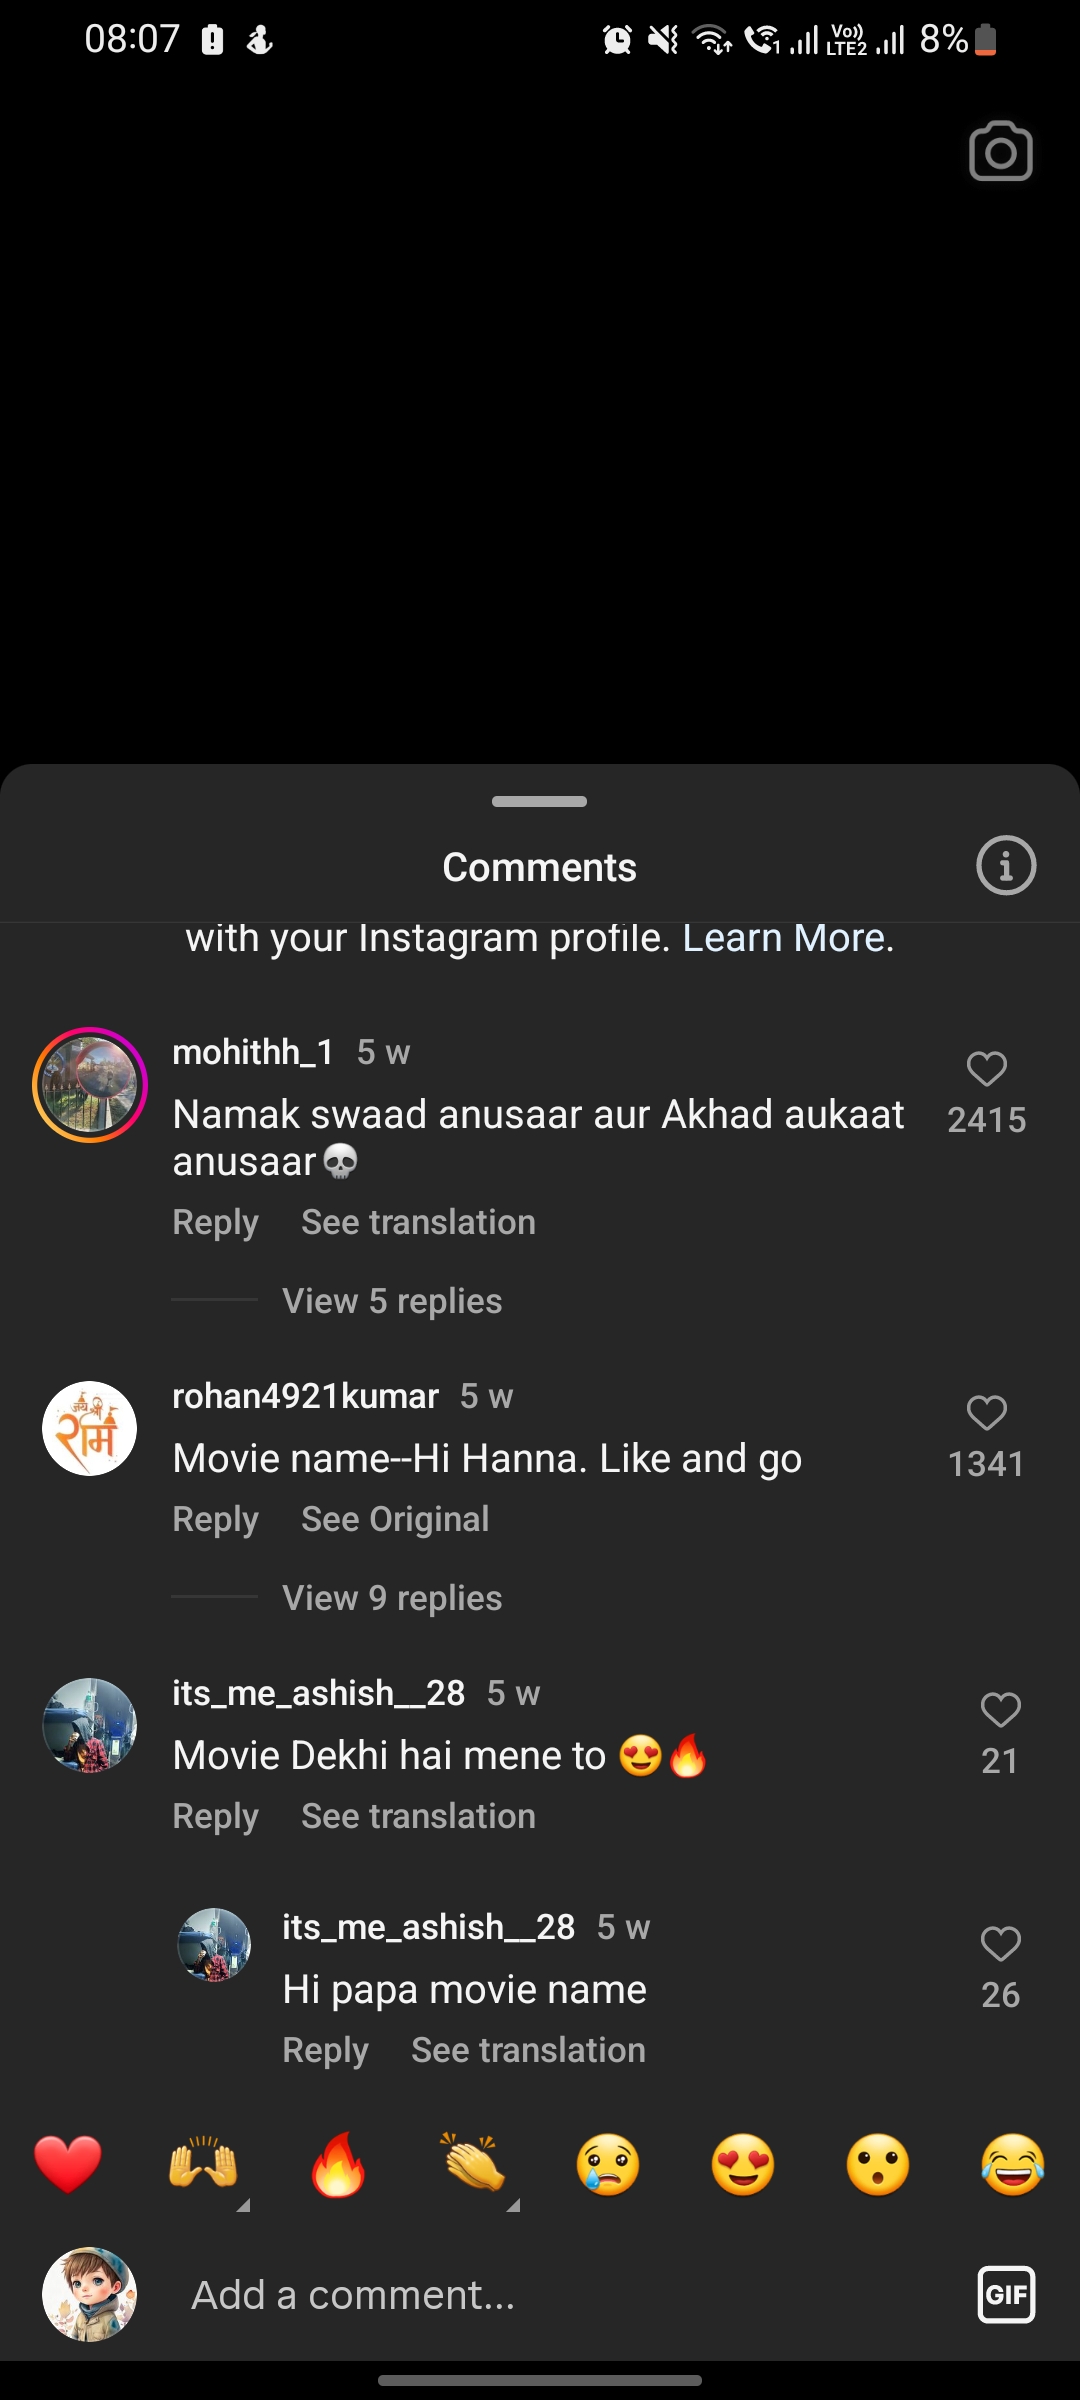 08:07
Vo))
LTE2
8%
Comments
with your Instagram profile. Learn More.
mohithh_1 5 w
Namak swaad anusaar aur Akhad aukaat
anusaar💀
2415
Reply See translation
View 5 replies
जय श्री
राम
rohan4921kumar 5 w
Movie name--Hi Hanna. Like and go
1341
Reply See Original
View 9 replies
its_me_ashish__28 5 w
Movie Dekhi hai mene to 😍🔥
21
Reply See translation
its_me_ashish__28 5 w
Hi papa movie name
26
Reply See translation
❤️ 🙌 🔥 👏 😢 😍 😮 😂
Add a comment...
GIF